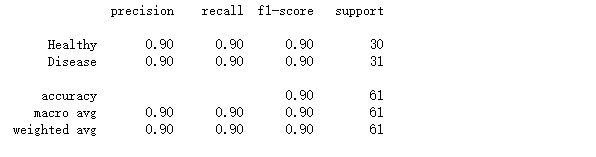 precision recall f1-score support
Healthy 0.90 0.90 0.90 30
Disease 0.90 0.90 0.90 31
accuracy 0.90 61
macro avg 0.90 0.90 0.90 61
weighted avg 0.90 0.90 0.90 61